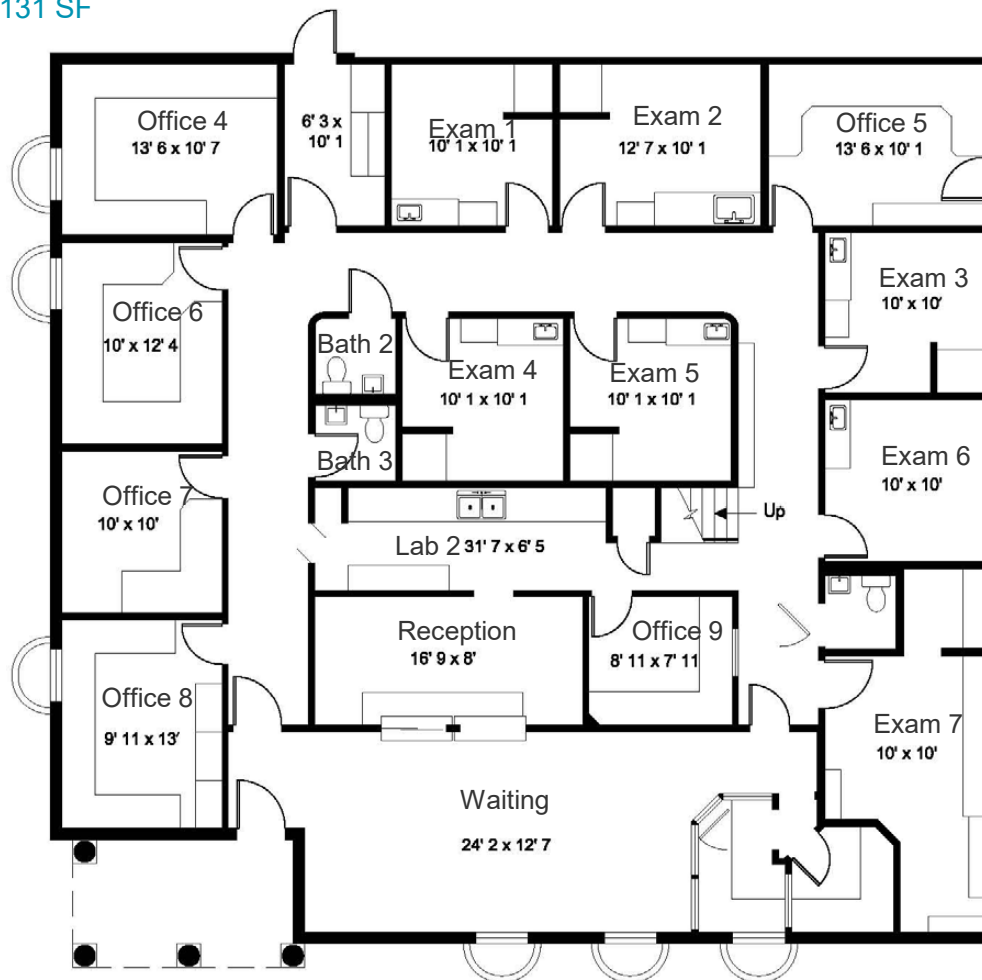 131 SF
Office 4
13' 6 x 10' 7
6' 3 x
10' 1
Exam 1
10' 1 x 10' 1
Exam 2
12' 7 x 10' 1
Office 5
13' 6 x 10' 1
Office 6
10' x 12' 4
Bath 2
Exam 4
10' 1 x 10' 1
Exam 5
10' 1 x 10' 1
Exam 3
10' x 10'
Bath 3
Office 7
10' x 10'
Exam 6
10' x 10'
Up
Lab 2 31' 7 x 6' 5
Reception
16' 9 x 8'
Office 9
8' 11 x 7' 11
Office 8
9' 11 x 13'
Exam 7
10' x 10'
Waiting
24' 2 x 12' 7